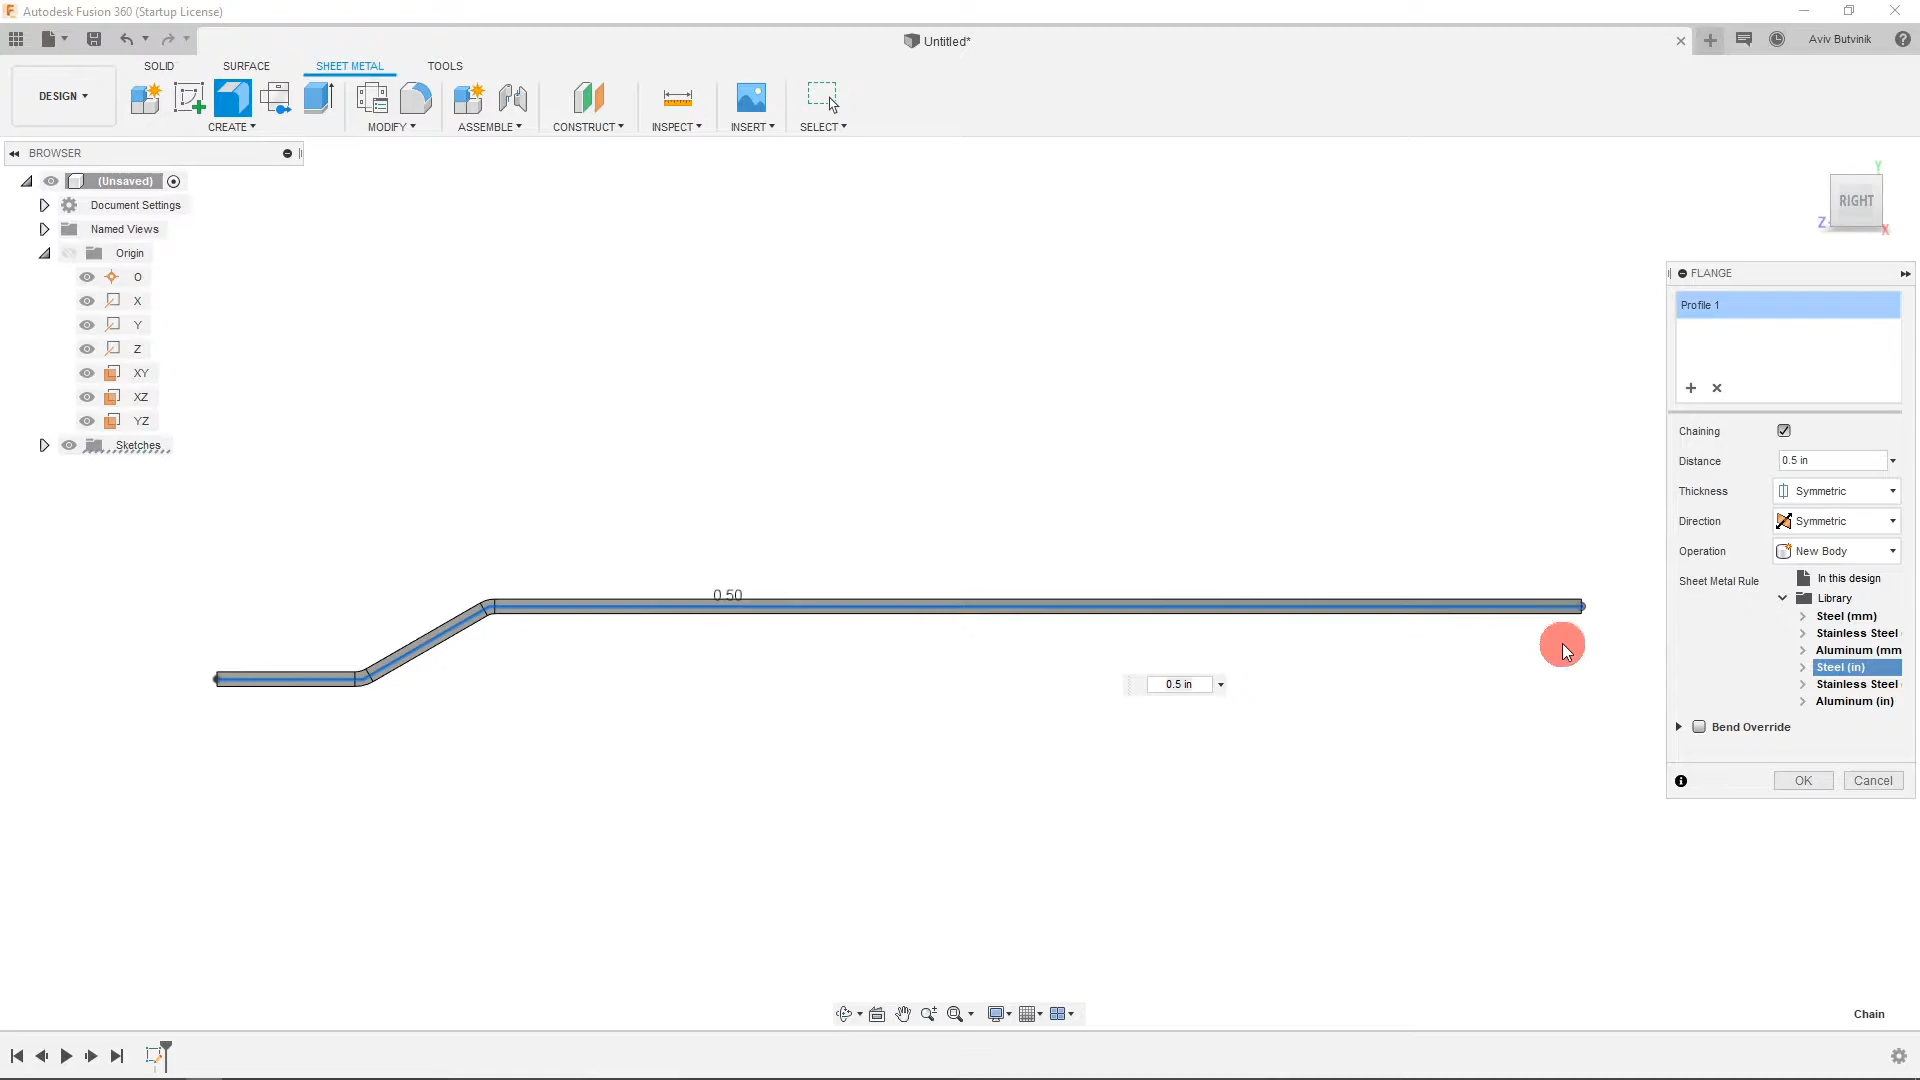 Autodesk Fusion 360 (Startup License)
Untitled*
Aviv Butvinik
DESIGN
SOLID
SURFACE
SHEET METAL
TOOLS
CREATE
MODIFY
ASSEMBLE
CONSTRUCT
INSPECT
INSERT
SELECT
BROWSER
(Unsaved)
Document Settings
Named Views
Origin
O
X
Y
Z
XY
XZ
YZ
Sketches
Y
RIGHT
Z
X
FLANGE
Profile 1
Chaining
Distance 0.5 in
Thickness Symmetric
Direction Symmetric
Operation New Body
Sheet Metal Rule In this design
Library
Steel (mm)
Stainless Steel
Aluminum (mm
Steel (in)
Stainless Steel
Aluminum (in)
Bend Override
OK Cancel
0.50
0.5 in
Chain